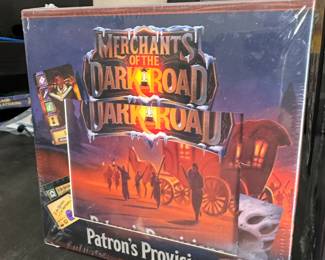 MERCHANTS
OF THE
DARK ROAD
DARK ROAD
Patron's Provisi